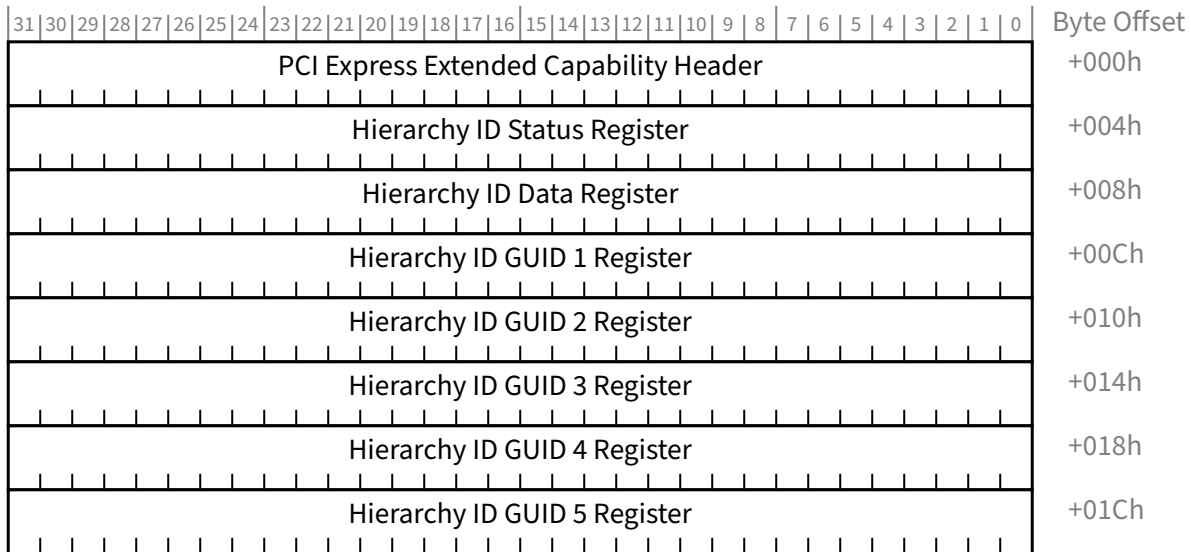 31 30 29 28 27 26 25 24 23 22 21 20 19 18 17 16 15 14 13 12 11 10 9 8 7 6 5 4 3 2 1 0 Byte Offset
PCI Express Extended Capability Header +000h
Hierarchy ID Status Register +004h
Hierarchy ID Data Register +008h
Hierarchy ID GUID 1 Register +00Ch
Hierarchy ID GUID 2 Register +010h
Hierarchy ID GUID 3 Register +014h
Hierarchy ID GUID 4 Register +018h
Hierarchy ID GUID 5 Register +01Ch